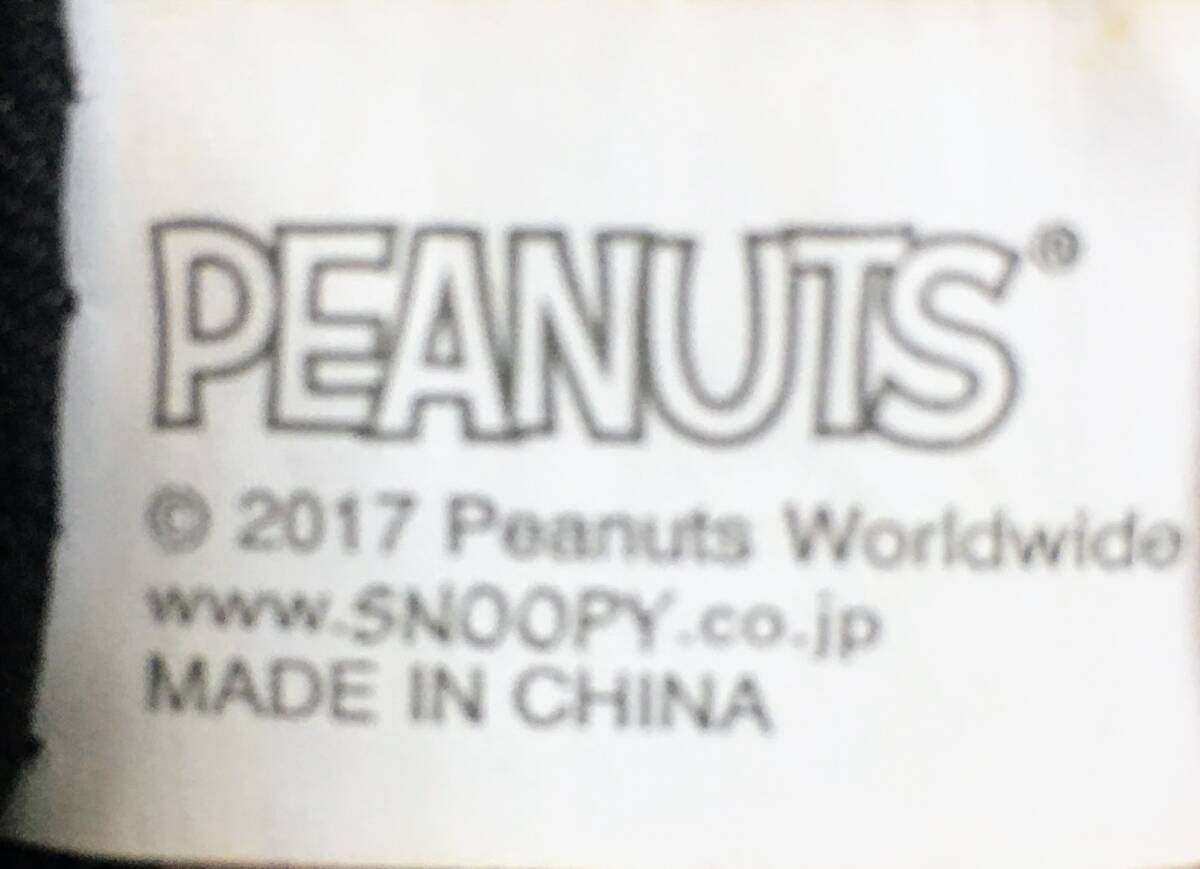 PEANUTS®
© 2017 Peanuts Worldwide
www.SNOOPY.co.jp
MADE IN CHINA